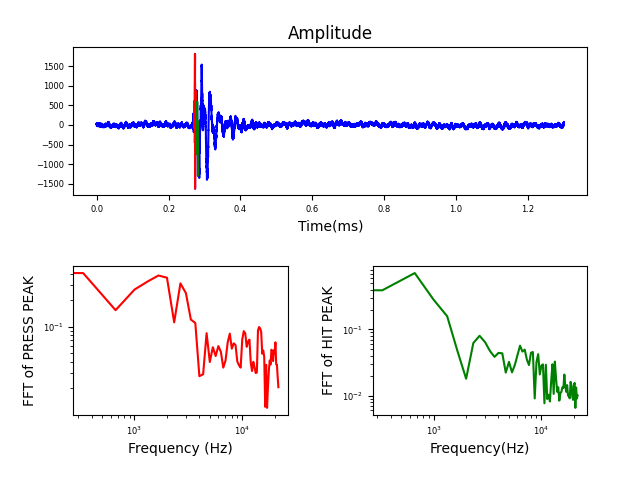 Amplitude
1500
1000
500
0
−500
−1000
−1500
0.0 0.2 0.4 0.6 0.8 1.0 1.2
Time(ms)
FFT of PRESS PEAK
10⁻¹
10³ 10⁴
Frequency (Hz)
FFT of HIT PEAK
10⁻¹
10⁻²
10³ 10⁴
Frequency(Hz)